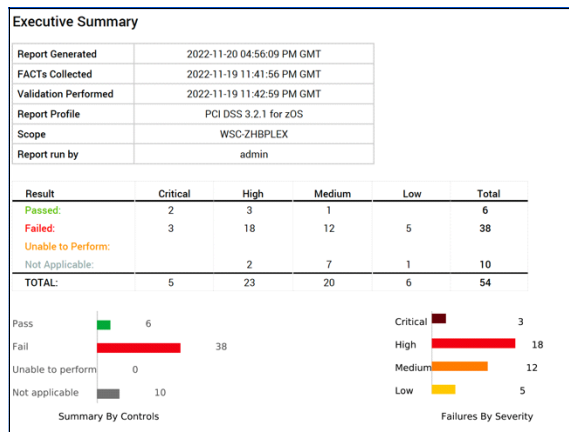 Executive Summary
Report Generated 2022-11-20 04:56:09 PM GMT
FACTs Collected 2022-11-19 11:41:56 PM GMT
Validation Performed 2022-11-19 11:42:59 PM GMT
Report Profile PCI DSS 3.2.1 for zOS
Scope WSC-ZHBPLEX
Report run by admin
Result Critical High Medium Low Total
Passed: 2 3 1 6
Failed: 3 18 12 5 38
Unable to Perform:
Not Applicable: 2 7 1 10
TOTAL: 5 23 20 6 54
Pass 6
Fail 38
Unable to perform 0
Not applicable 10
Summary By Controls
Critical 3
High 18
Medium 12
Low 5
Failures By Severity